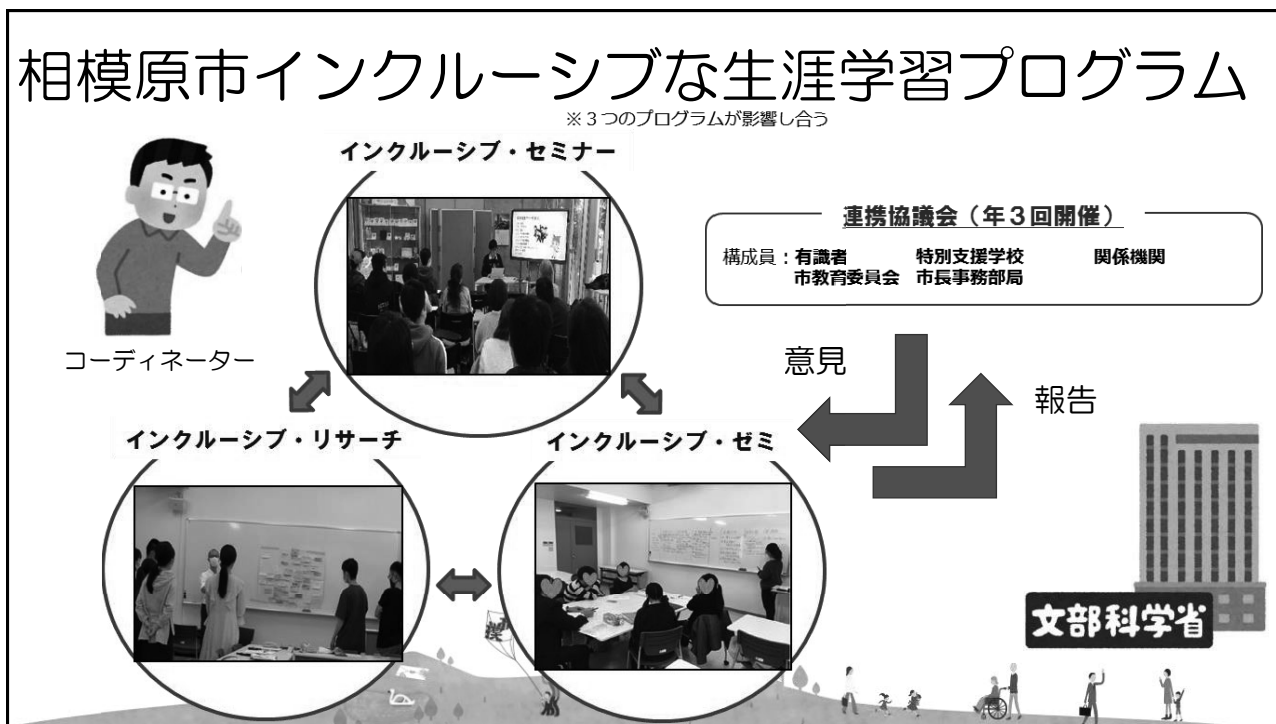 相模原市インクルーシブな生涯学習プログラム
※３つのプログラムが影響し合う
インクルーシブ・セミナー
コーディネーター
連携協議会（年３回開催）
構成員：有識者　特別支援学校　関係機関
市教育委員会　市長事務部局
意見
報告
インクルーシブ・リサーチ
インクルーシブ・ゼミ
文部科学省